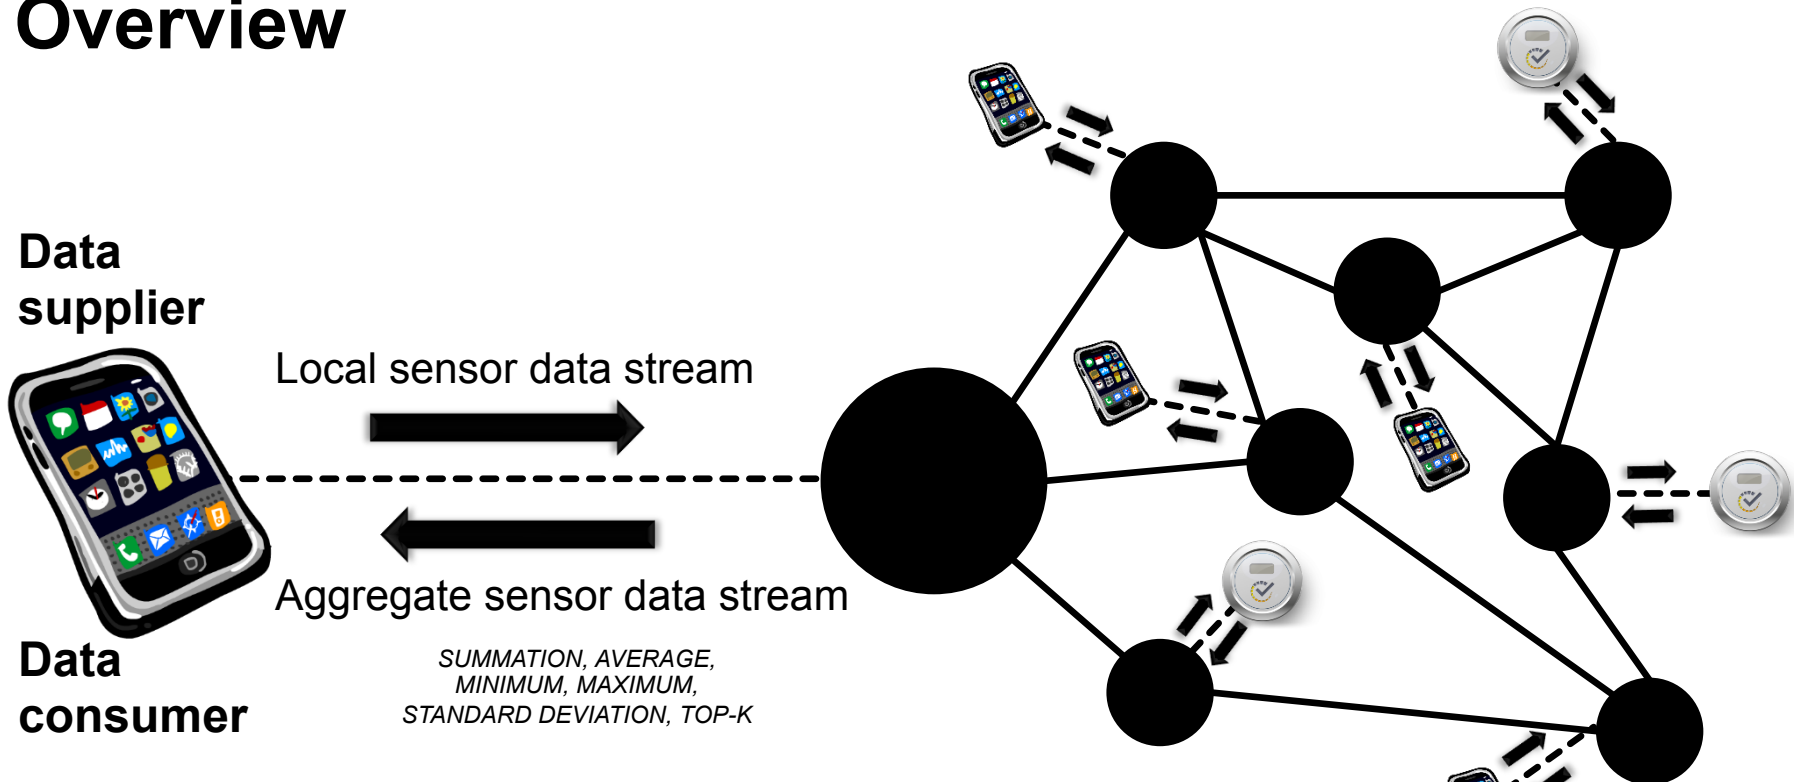 Overview
Data
supplier
Local sensor data stream
Aggregate sensor data stream
SUMMATION, AVERAGE,
MINIMUM, MAXIMUM,
STANDARD DEVIATION, TOP-K
Data
consumer